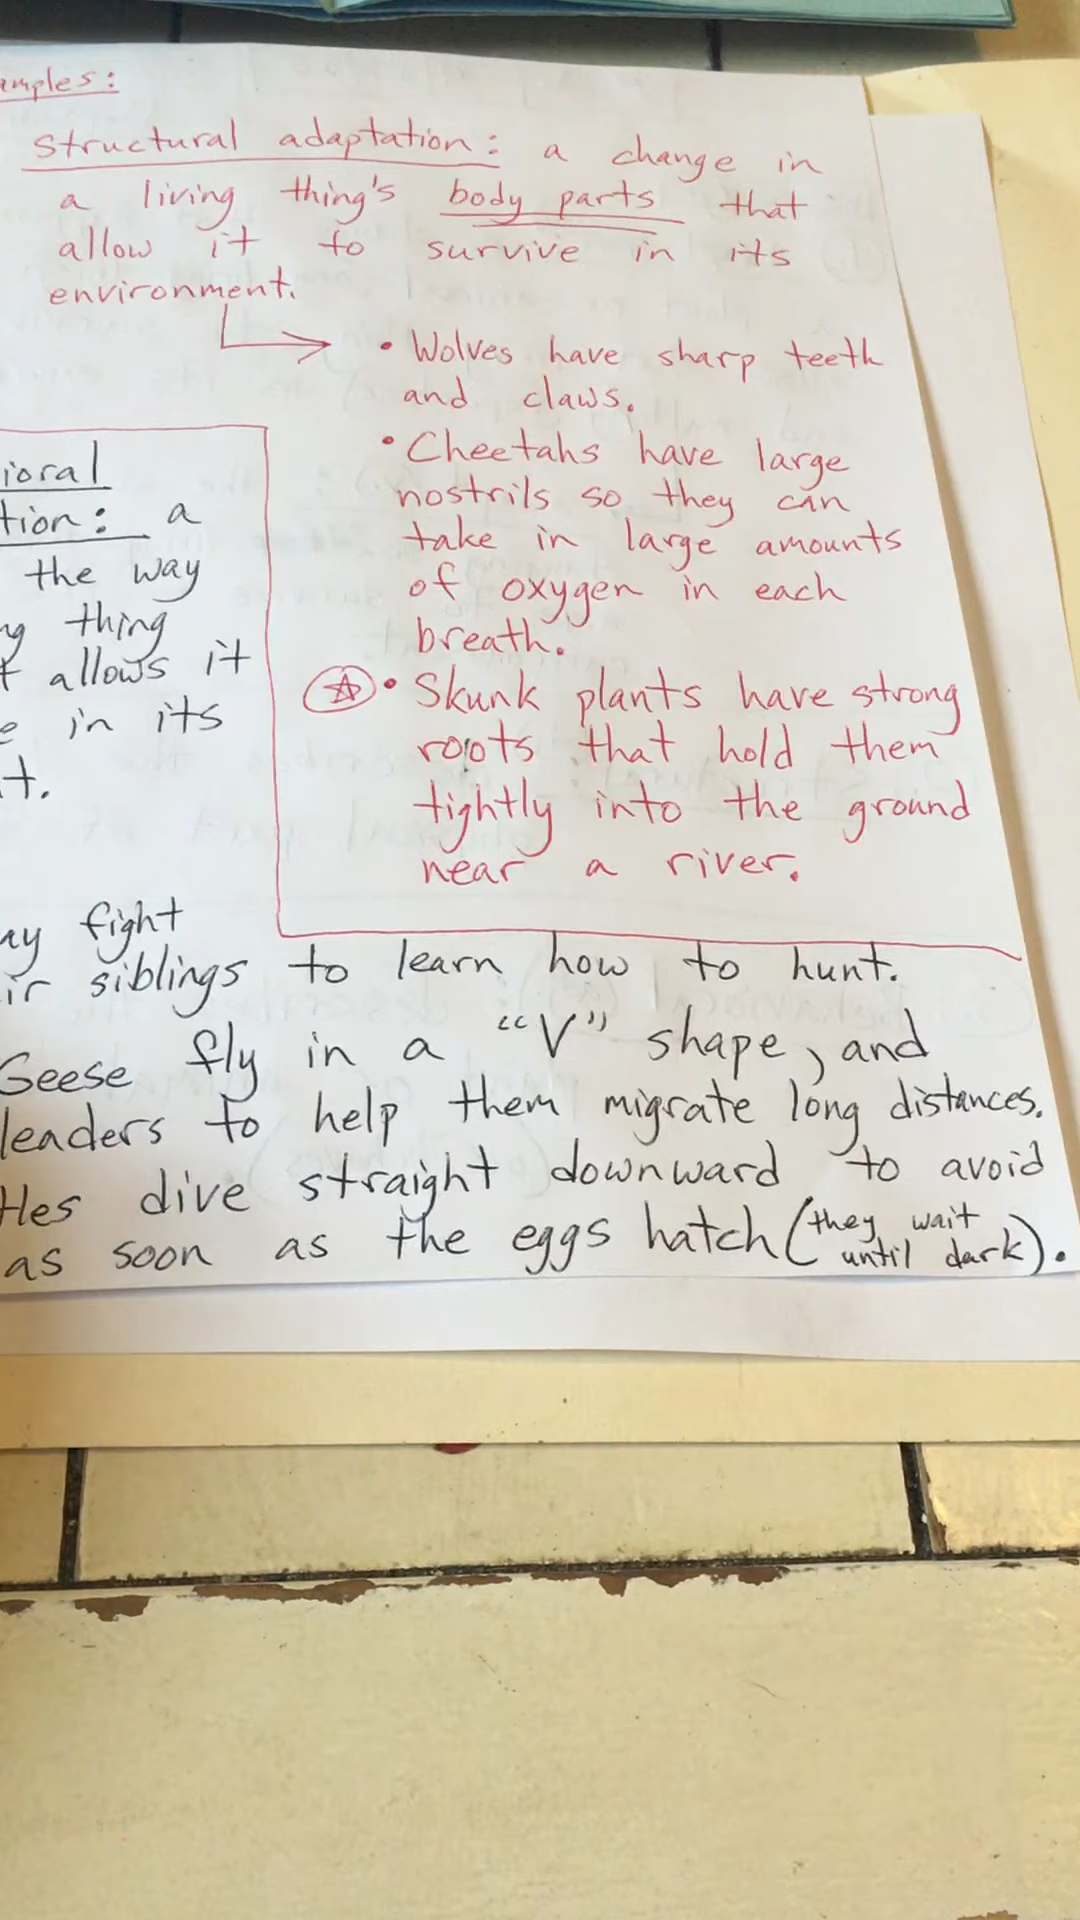 structural adaptation: a change in
a living thing's body parts that
allow it to survive in its
environment.
• Wolves have sharp teeth
and claws.
• Cheetahs have large
nostrils so they can
take in large amounts
of oxygen in each
breath.
• Skunk plants have strong
roots that hold them
tightly into the ground
near a river.
a
the way
thing
allows it
in its
fight
siblings to learn how to hunt.
Geese fly in a "V" shape, and
leaders to help them migrate long distances.
dive straight downward to avoid
as soon as the eggs hatch (they wait
until dark).